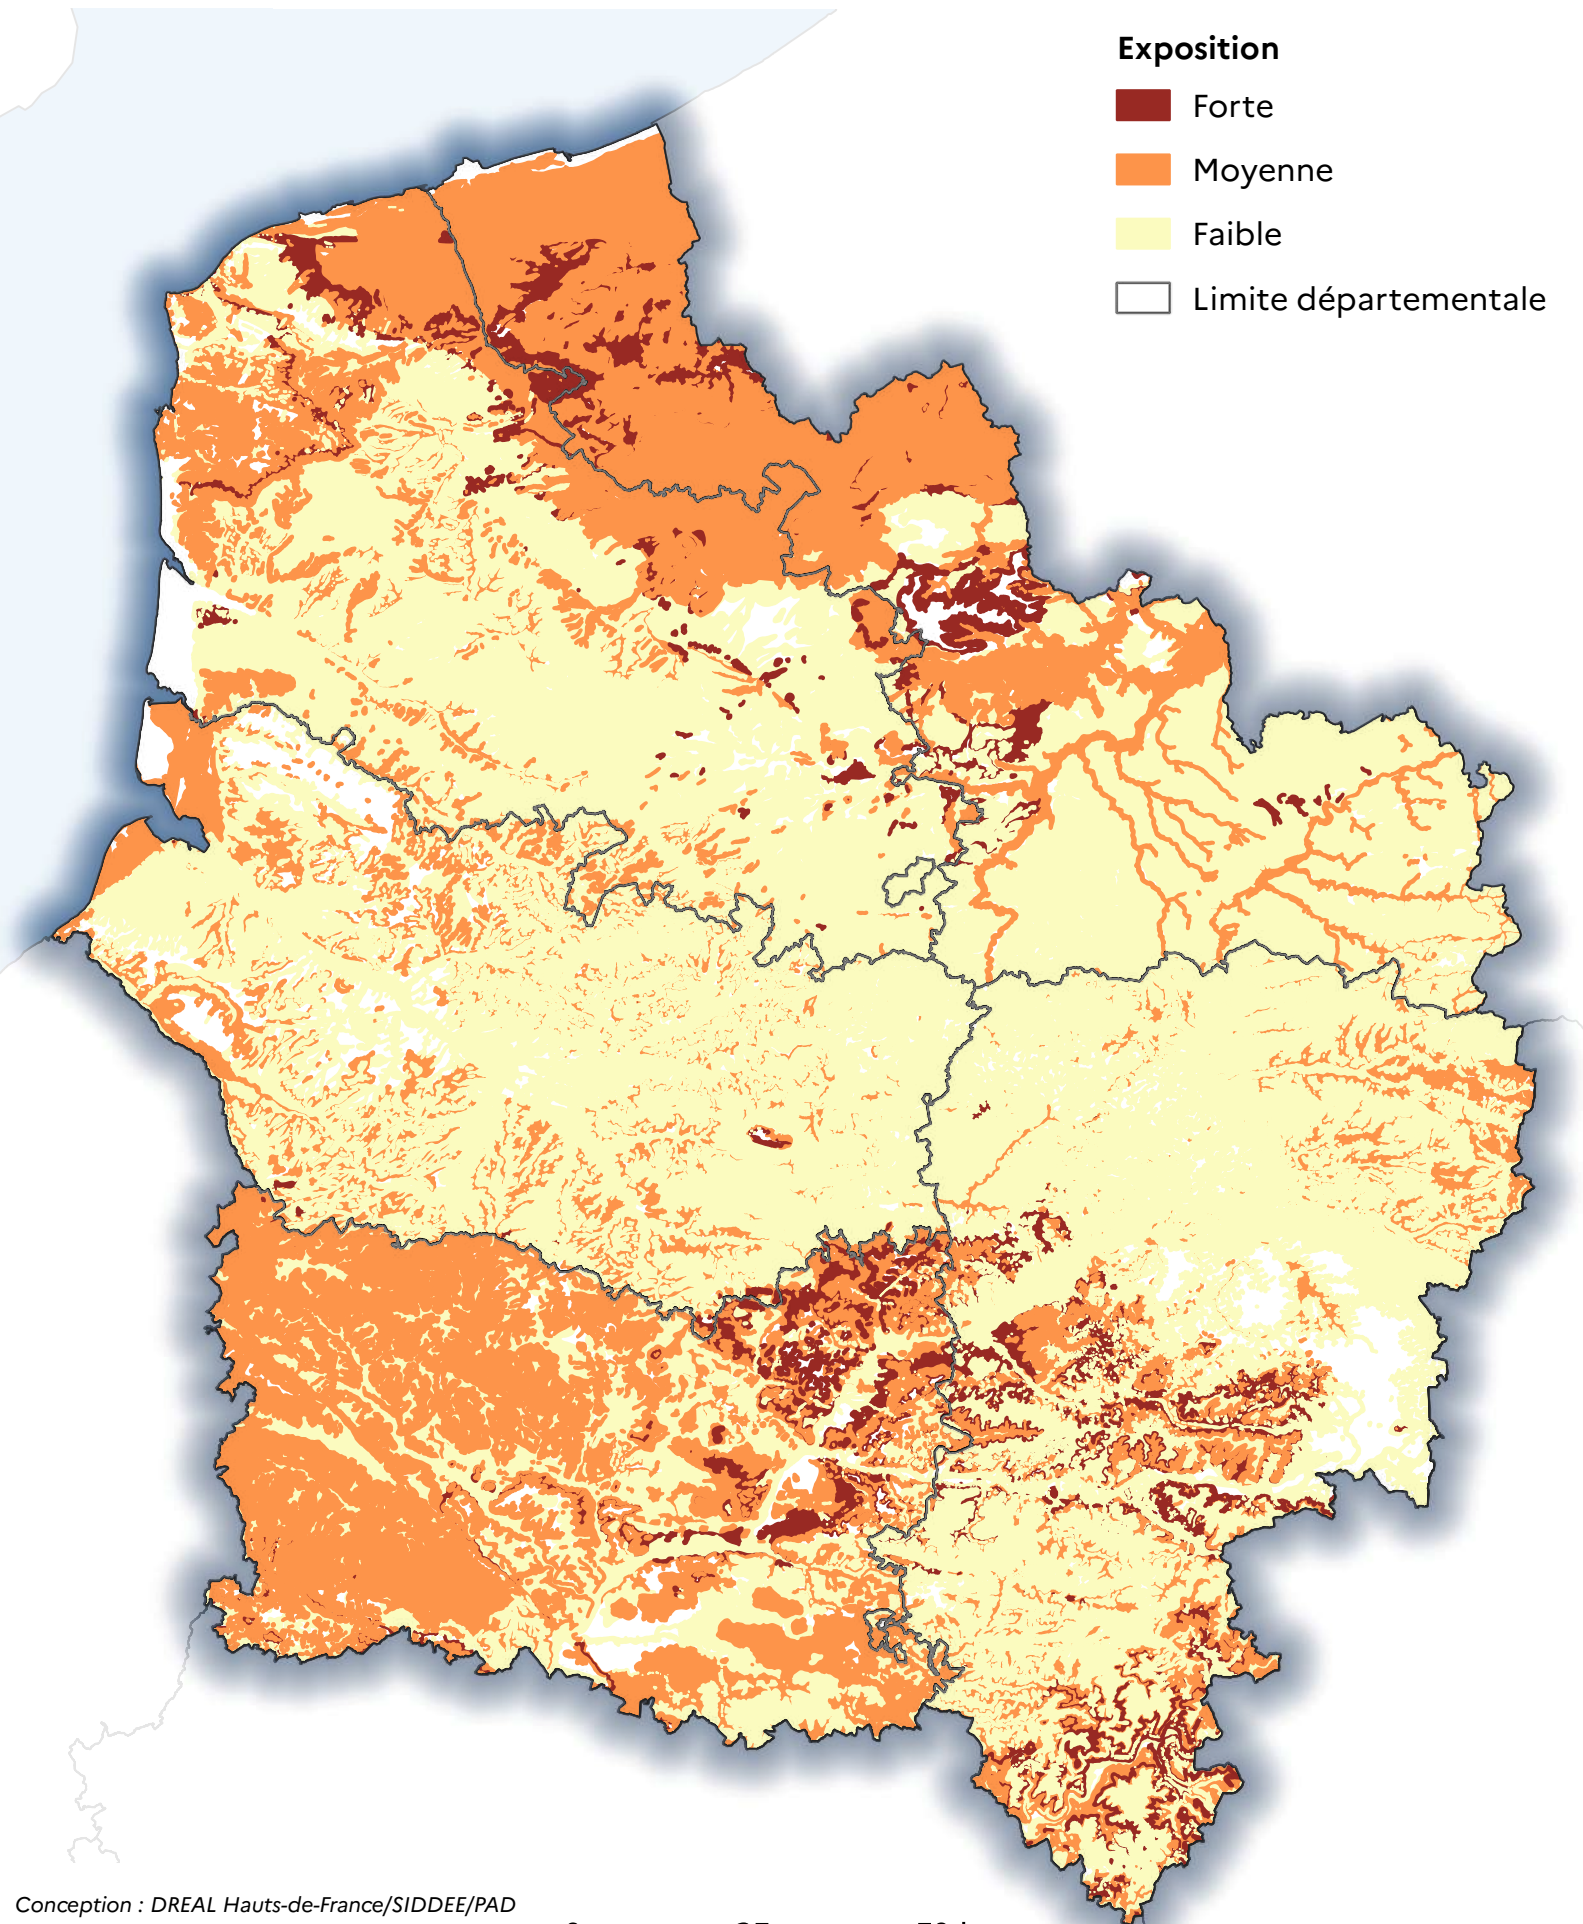 Exposition
Forte
Moyenne
Faible
Limite départementale
Conception : DREAL Hauts-de-France/SIDDEE/PAD